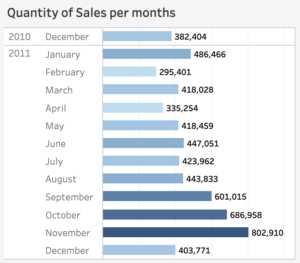 Quantity of Sales per months
2010 December 382,404
2011 January 486,466
February 295,401
March 418,028
April 335,254
May 418,459
June 447,051
July 423,962
August 443,833
September 601,015
October 686,958
November 802,910
December 403,771